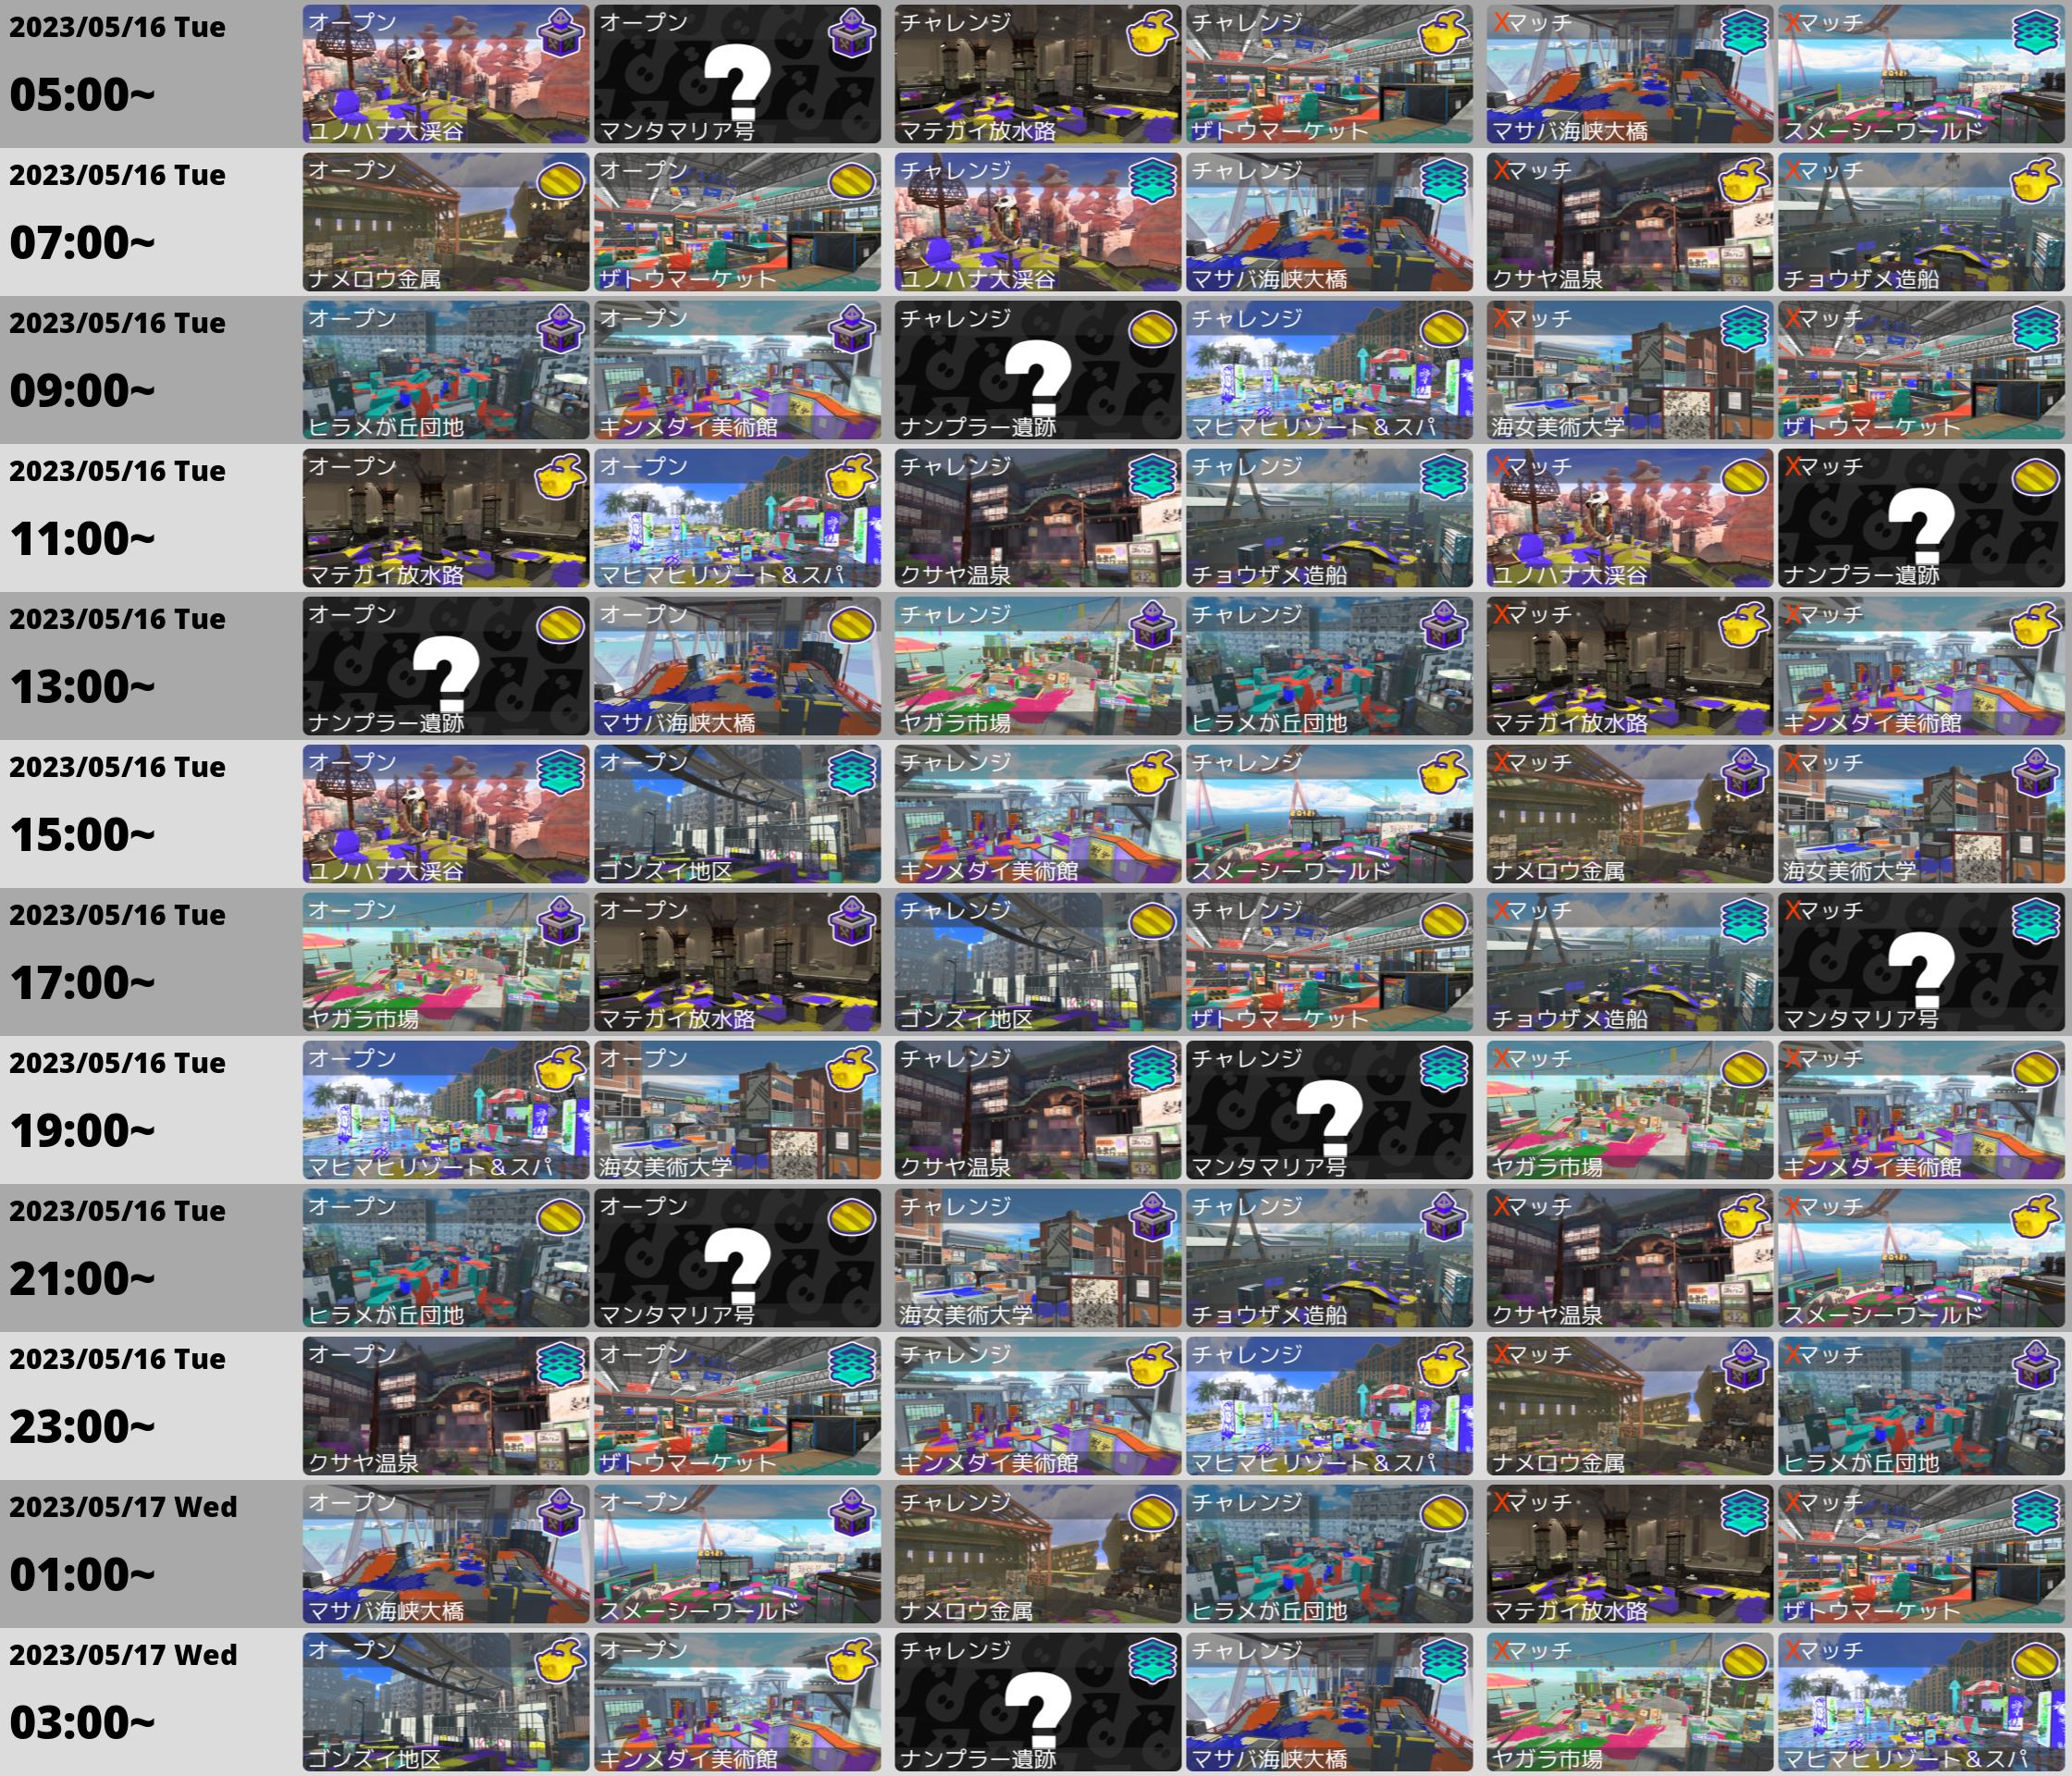 2023/05/16 Tue
05:00~
オープン
ユノハナ大渓谷
オープン
?
マンタマリア号
チャレンジ
マテガイ放水路
チャレンジ
ザトウマーケット
Xマッチ
マサバ海峡大橋
Xマッチ
スメーシーワールド
2023/05/16 Tue
07:00~
オープン
ナメロウ金属
オープン
ザトウマーケット
チャレンジ
ユノハナ大渓谷
チャレンジ
マサバ海峡大橋
Xマッチ
クサヤ温泉
Xマッチ
チョウザメ造船
2023/05/16 Tue
09:00~
オープン
ヒラメが丘団地
オープン
キンメダイ美術館
チャレンジ
?
ナンプラー遺跡
チャレンジ
マヒマヒリゾート&スパ
Xマッチ
海女美術大学
Xマッチ
ザトウマーケット
2023/05/16 Tue
11:00~
オープン
マテガイ放水路
オープン
マヒマヒリゾート&スパ
チャレンジ
クサヤ温泉
チャレンジ
チョウザメ造船
Xマッチ
ユノハナ大渓谷
Xマッチ
?
ナンプラー遺跡
2023/05/16 Tue
13:00~
オープン
?
ナンプラー遺跡
オープン
マサバ海峡大橋
チャレンジ
ヤガラ市場
チャレンジ
ヒラメが丘団地
Xマッチ
マテガイ放水路
Xマッチ
キンメダイ美術館
2023/05/16 Tue
15:00~
オープン
ユノハナ大渓谷
オープン
ゴンズイ地区
チャレンジ
キンメダイ美術館
チャレンジ
スメーシーワールド
Xマッチ
ナメロウ金属
Xマッチ
海女美術大学
2023/05/16 Tue
17:00~
オープン
ヤガラ市場
オープン
マテガイ放水路
チャレンジ
ゴンズイ地区
チャレンジ
ザトウマーケット
Xマッチ
チョウザメ造船
Xマッチ
?
マンタマリア号
2023/05/16 Tue
19:00~
オープン
マヒマヒリゾート&スパ
オープン
海女美術大学
チャレンジ
クサヤ温泉
チャレンジ
?
マンタマリア号
Xマッチ
ヤガラ市場
Xマッチ
キンメダイ美術館
2023/05/16 Tue
21:00~
オープン
ヒラメが丘団地
オープン
?
マンタマリア号
チャレンジ
海女美術大学
チャレンジ
チョウザメ造船
Xマッチ
クサヤ温泉
Xマッチ
スメーシーワールド
2023/05/16 Tue
23:00~
オープン
クサヤ温泉
オープン
ザトウマーケット
チャレンジ
キンメダイ美術館
チャレンジ
マヒマヒリゾート&スパ
Xマッチ
ナメロウ金属
Xマッチ
ヒラメが丘団地
2023/05/17 Wed
01:00~
オープン
マサバ海峡大橋
オープン
スメーシーワールド
チャレンジ
ナメロウ金属
チャレンジ
ヒラメが丘団地
Xマッチ
マテガイ放水路
Xマッチ
ザトウマーケット
2023/05/17 Wed
03:00~
オープン
ゴンズイ地区
オープン
キンメダイ美術館
チャレンジ
?
ナンプラー遺跡
チャレンジ
マサバ海峡大橋
Xマッチ
ヤガラ市場
Xマッチ
マヒマヒリゾート&スパ